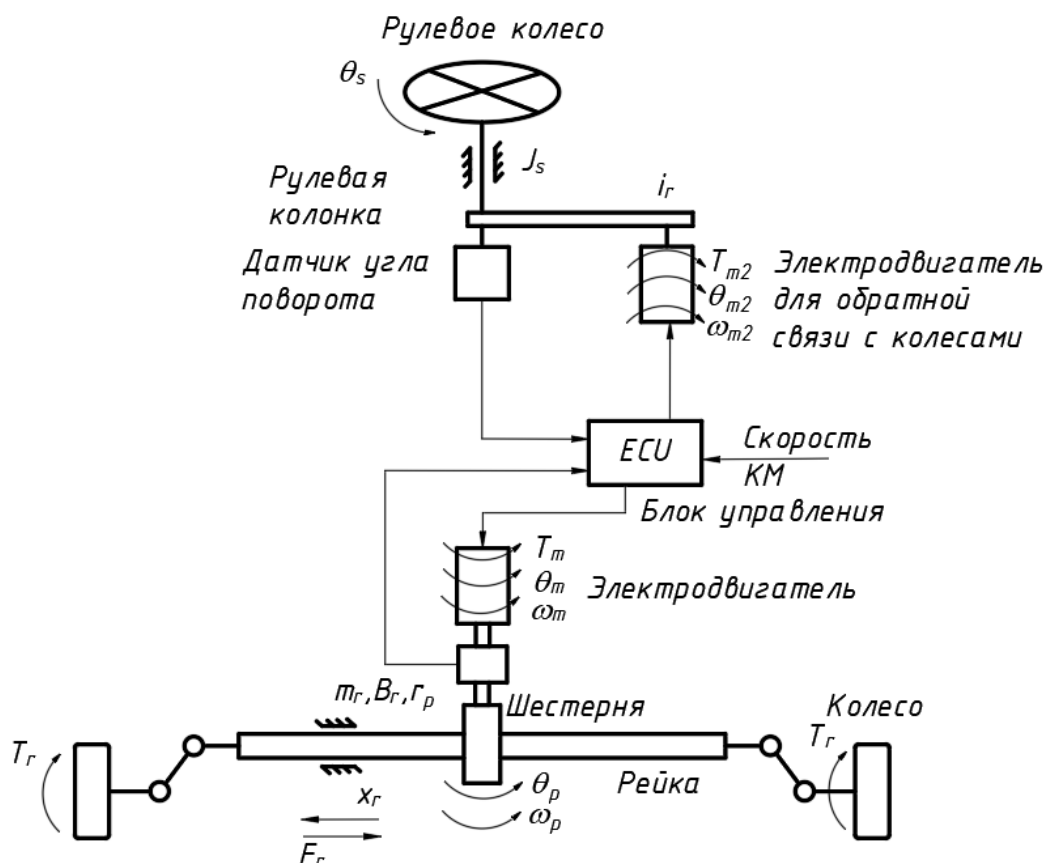 Рулевое колесо
θs
Js
Рулевая
колонка
ir
Датчик угла
поворота
Tm2
θm2
ωm2
Электродвигатель
для обратной
связи с колесами
ECU
Скорость
КМ
Блок управления
Tm
θm
ωm
Электродвигатель
mr,Br,rp
Шестерня
Колесо
Tr
Tr
Рейка
θp
ωp
xr
Fr